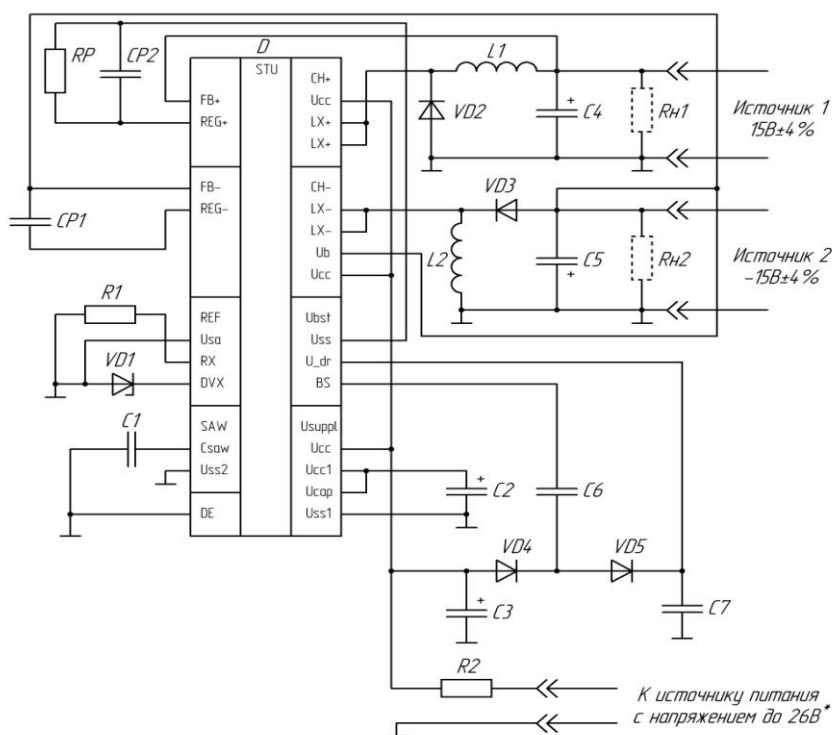 D
L1
RP
CP2
STU
CH+
FB+
Ucc
VD2
C4
Rн1
Источник 1
15В±4%
REG+
LX+
LX+
VD3
FB–
CH–
REG–
LX–
LX–
CP1
Ub
L2
C5
Rн2
Источник 2
–15В±4%
Ucc
R1
REF
Ubst
Usa
Uss
RX
U_dr
VD1
DVX
BS
C1
SAW
Usuppl
Csaw
Ucc
Uss2
Ucc1
C2
C6
Ucap
DE
Uss1
VD4
VD5
C3
C7
R2
К источнику питания
с напряжением до 26В*
+
+
+
+